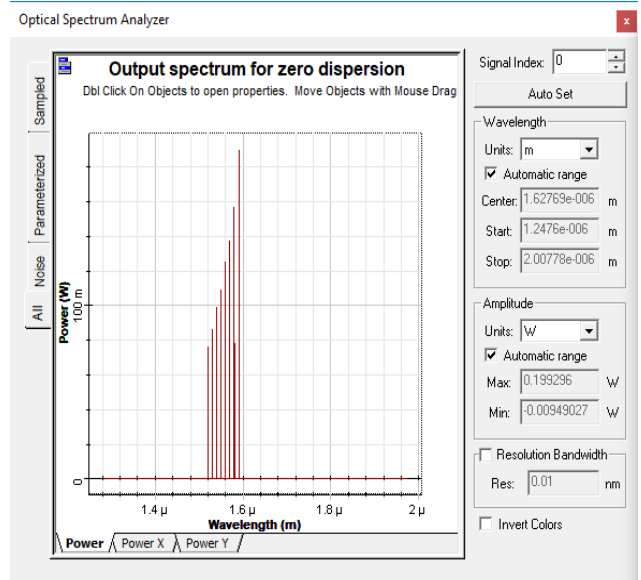 Optical Spectrum Analyzer
x
Output spectrum for zero dispersion
Dbl Click On Objects to open properties. Move Objects with Mouse Drag
Sampled
Parameterized
Noise
All
Power (W)
100 m
0
1.4 µ
1.6 µ
1.8 µ
2 µ
Wavelength (m)
Power
Power X
Power Y
Signal Index: 0
Auto Set
Wavelength
Units: m
Automatic range
Center: 1.62769e-006 m
Start: 1.2476e-006 m
Stop: 2.00778e-006 m
Amplitude
Units: W
Automatic range
Max: 0.199296 W
Min: -0.00949027 W
Resolution Bandwidth
Res: 0.01 nm
Invert Colors